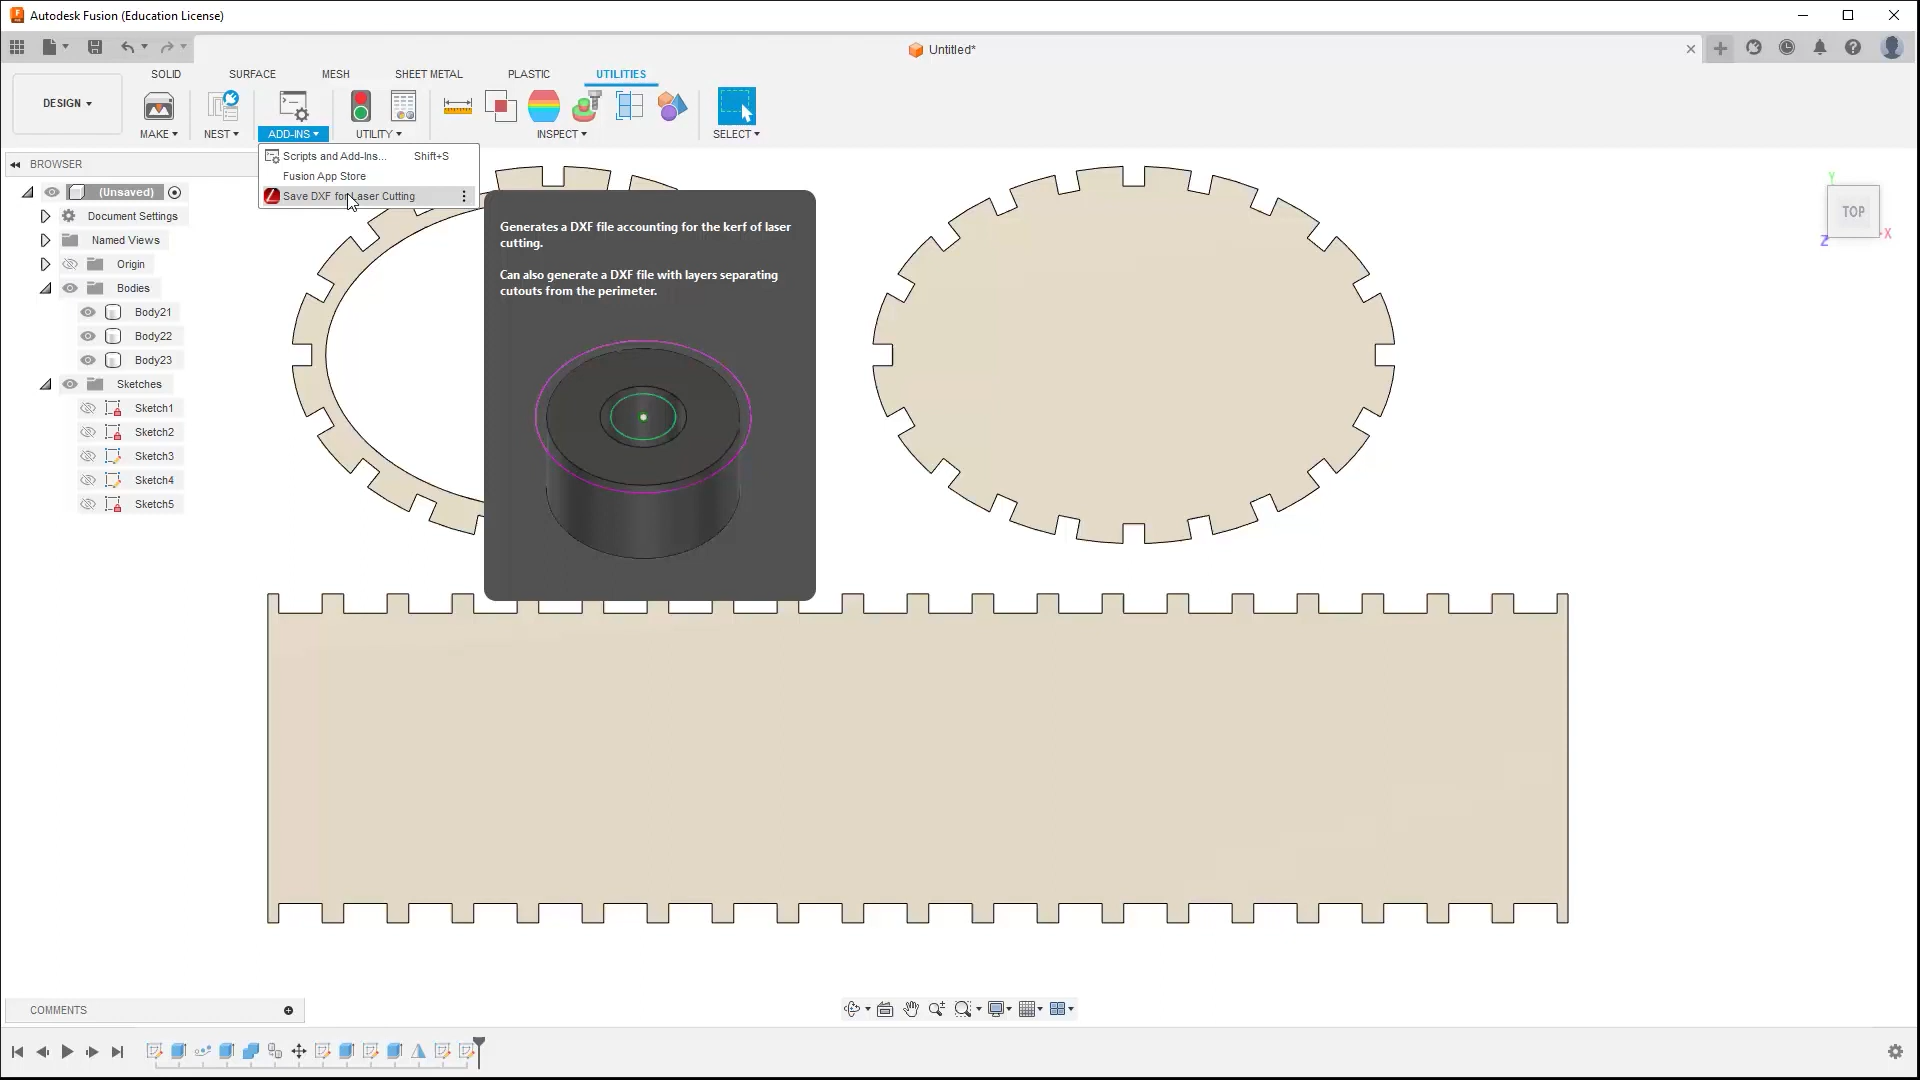 Autodesk Fusion (Education License)
Untitled*
SOLID
SURFACE
MESH
SHEET METAL
PLASTIC
UTILITIES
DESIGN
MAKE
NEST
ADD-INS
UTILITY
INSPECT
SELECT
Scripts and Add-Ins... Shift+S
Fusion App Store
Save DXF for Laser Cutting
Generates a DXF file accounting for the kerf of laser
cutting.
Can also generate a DXF file with layers separating
cutouts from the perimeter.
BROWSER
(Unsaved)
Document Settings
Named Views
Origin
Bodies
Body21
Body22
Body23
Sketches
Sketch1
Sketch2
Sketch3
Sketch4
Sketch5
Y
TOP
X
Z
COMMENTS